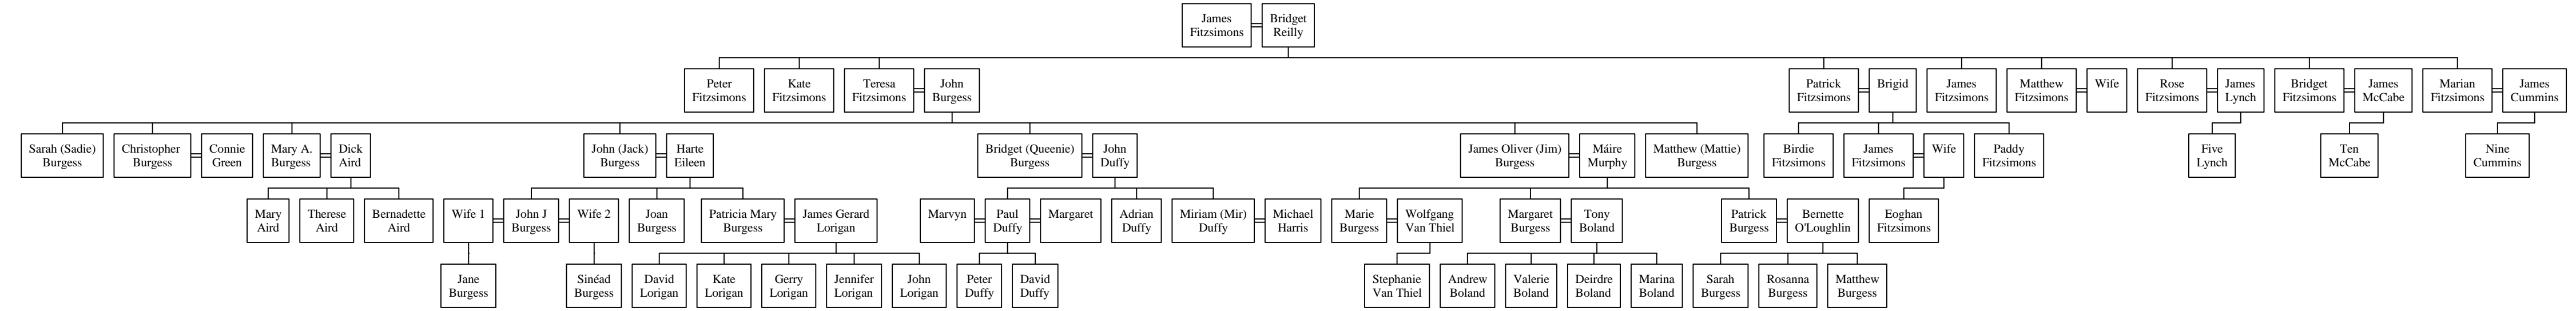 James
Fitzsimons
Bridget
Reilly
Peter
Fitzsimons
Kate
Fitzsimons
Teresa
Fitzsimons
John
Burgess
Patrick
Fitzsimons
Brigid
James
Fitzsimons
Matthew
Fitzsimons
Wife
Rose
Fitzsimons
James
Lynch
Bridget
Fitzsimons
James
McCabe
Marian
Fitzsimons
James
Cummins
Sarah (Sadie)
Burgess
Christopher
Burgess
Connie
Green
Mary A.
Burgess
Dick
Aird
John (Jack)
Burgess
Harte
Eileen
Bridget (Queenie)
Burgess
John
Duffy
James Oliver (Jim)
Burgess
Máire
Murphy
Matthew (Mattie)
Burgess
Birdie
Fitzsimons
James
Fitzsimons
Wife
Paddy
Fitzsimons
Five
Lynch
Ten
McCabe
Nine
Cummins
Mary
Aird
Therese
Aird
Bernadette
Aird
Wife 1
John J
Burgess
Wife 2
Joan
Burgess
Patricia Mary
Burgess
James Gerard
Lorigan
Marvyn
Paul
Duffy
Margaret
Adrian
Duffy
Miriam (Mir)
Duffy
Michael
Harris
Marie
Burgess
Wolfgang
Van Thiel
Margaret
Burgess
Tony
Boland
Patrick
Burgess
Bernette
O'Loughlin
Eoghan
Fitzsimons
Jane
Burgess
Sinéad
Burgess
David
Lorigan
Kate
Lorigan
Gerry
Lorigan
Jennifer
Lorigan
John
Lorigan
Peter
Duffy
David
Duffy
Stephanie
Van Thiel
Andrew
Boland
Valerie
Boland
Deirdre
Boland
Marina
Boland
Sarah
Burgess
Rosanna
Burgess
Matthew
Burgess